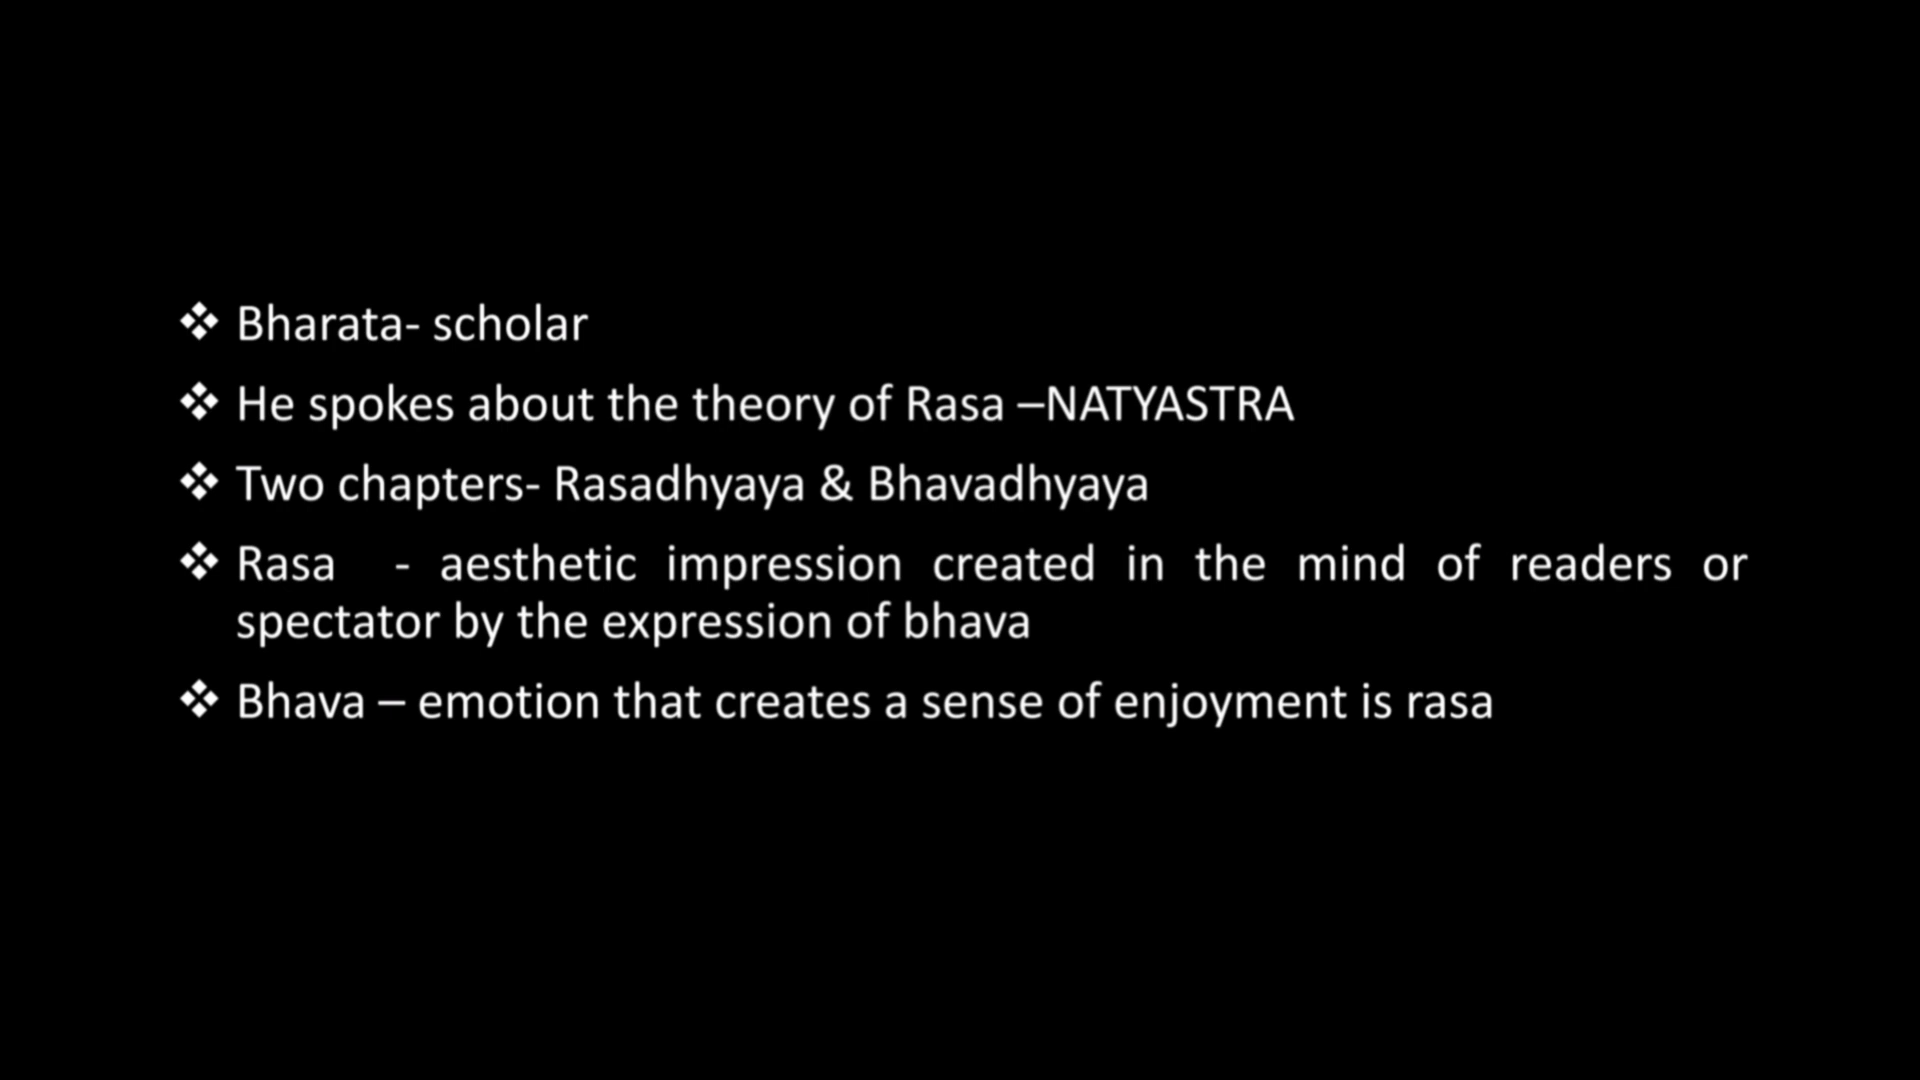 ❖ Bharata- scholar
❖ He spokes about the theory of Rasa –NATYASTRA
❖ Two chapters- Rasadhyaya & Bhavadhyaya
❖ Rasa - aesthetic impression created in the mind of readers or
spectator by the expression of bhava
❖ Bhava – emotion that creates a sense of enjoyment is rasa